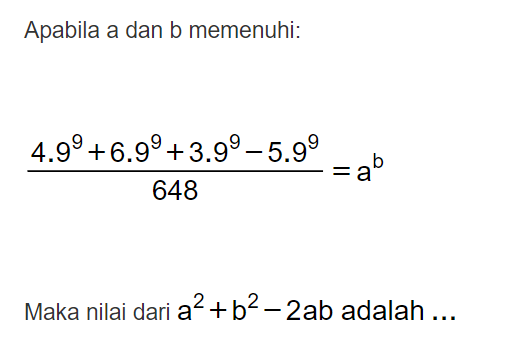 Apabila a dan b memenuhi:
4.9⁹+6.9⁹+3.9⁹−5.9⁹
648
=aᵇ
Maka nilai dari a²+b²−2ab adalah ...